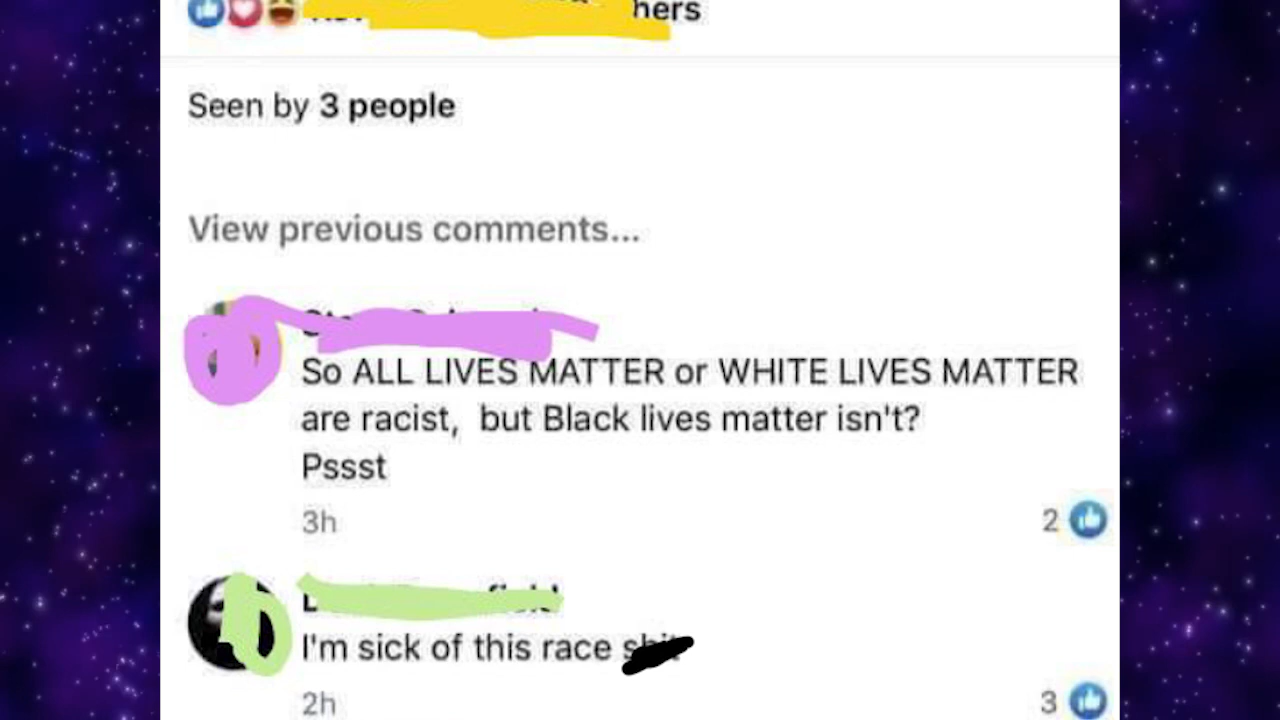 hers
Seen by 3 people
View previous comments...
So ALL LIVES MATTER or WHITE LIVES MATTER
are racist, but Black lives matter isn't?
Pssst
3h
2
I'm sick of this race
2h
3